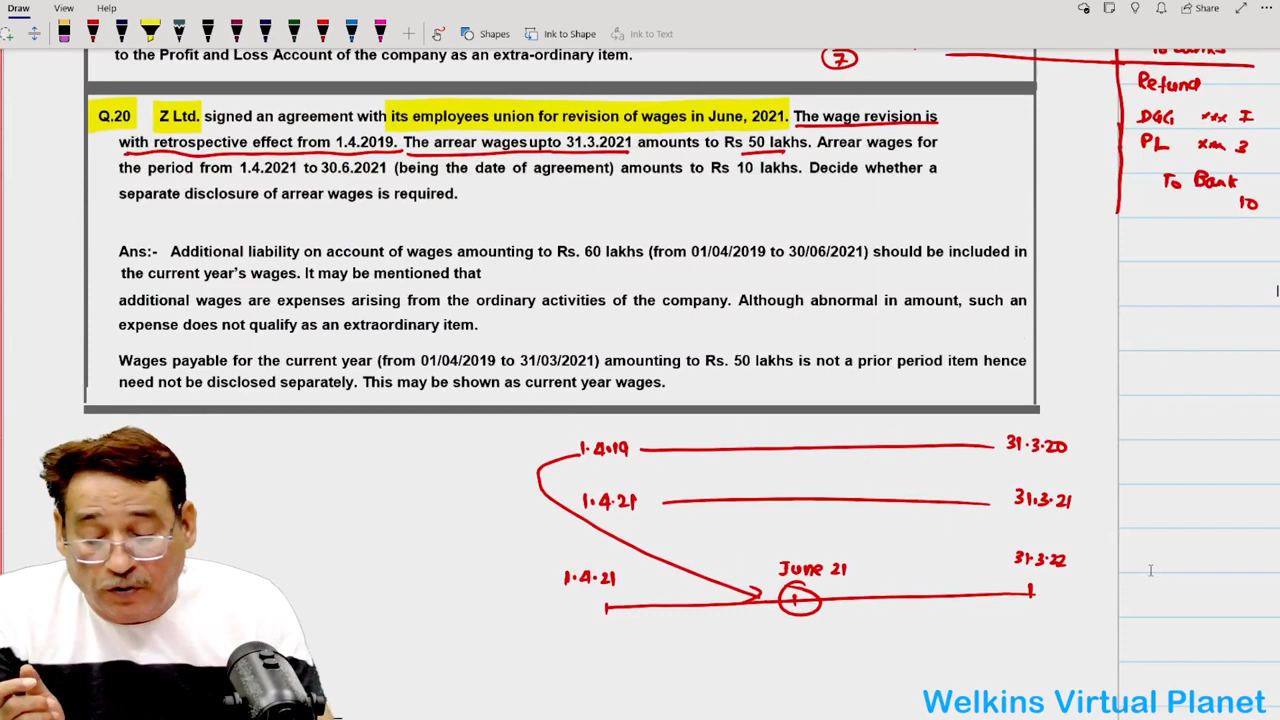 Draw View Help
Share
Shapes Ink to Shape Ink to Text
to the Profit and Loss Account of the company as an extra-ordinary item.
7
Refund
DGG xxx I
PL xxx 3
To Bank
10
Q.20 Z Ltd. signed an agreement with its employees union for revision of wages in June, 2021. The wage revision is
with retrospective effect from 1.4.2019. The arrear wages upto 31.3.2021 amounts to Rs 50 lakhs. Arrear wages for
the period from 1.4.2021 to 30.6.2021 (being the date of agreement) amounts to Rs 10 lakhs. Decide whether a
separate disclosure of arrear wages is required.
Ans:- Additional liability on account of wages amounting to Rs. 60 lakhs (from 01/04/2019 to 30/06/2021) should be included in
the current year's wages. It may be mentioned that
additional wages are expenses arising from the ordinary activities of the company. Although abnormal in amount, such an
expense does not qualify as an extraordinary item.
Wages payable for the current year (from 01/04/2019 to 31/03/2021) amounting to Rs. 50 lakhs is not a prior period item hence
need not be disclosed separately. This may be shown as current year wages.
1.4.19 31.3.20
1.4.21 31.3.21
1.4.21 June 21 31.3.22
Welkins Virtual Planet